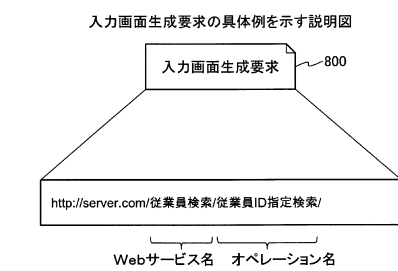 入力画面生成要求の具体例を示す説明図
入力画面生成要求
800
http://server.com/従業員検索/従業員ID指定検索/
Webサービス名 オペレーション名